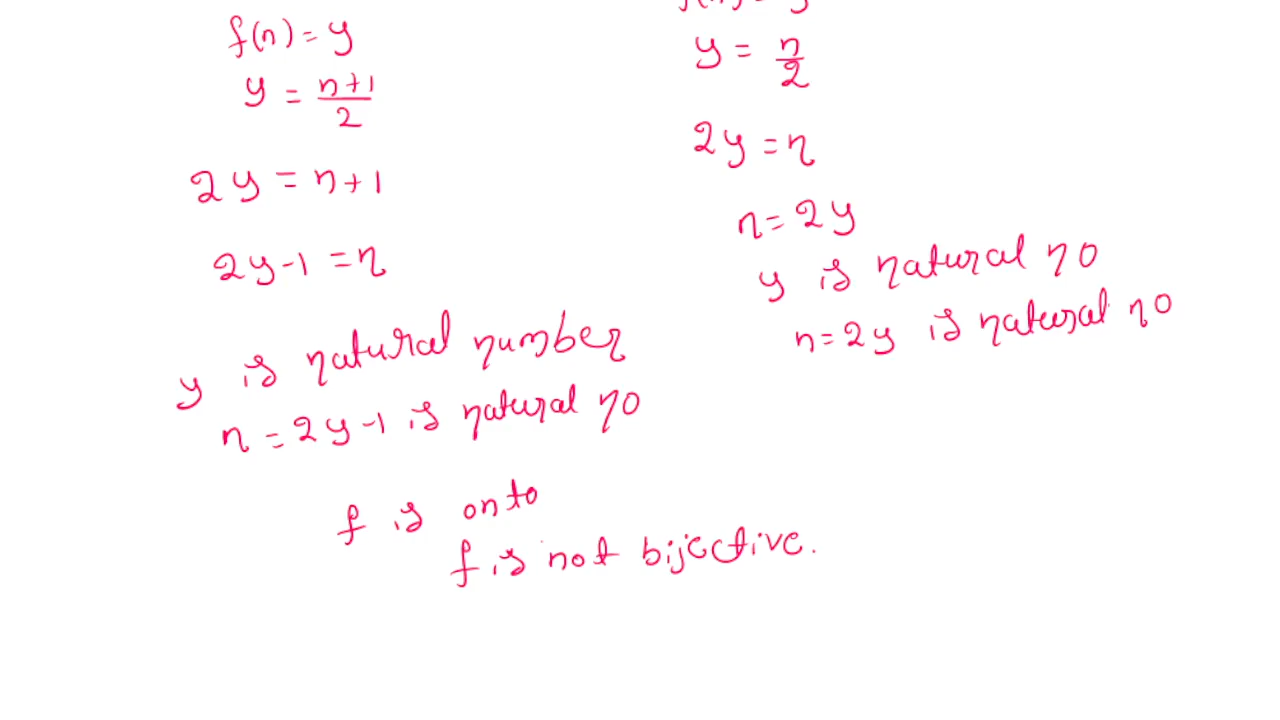 f(n) = y
y = n+1/2
2y = n+1
2y-1 = n
y is natural number
n = 2y-1 is natural no
y = n/2
2y = n
n = 2y
y is natural no
n = 2y is natural no
f is onto
f is not bijective.